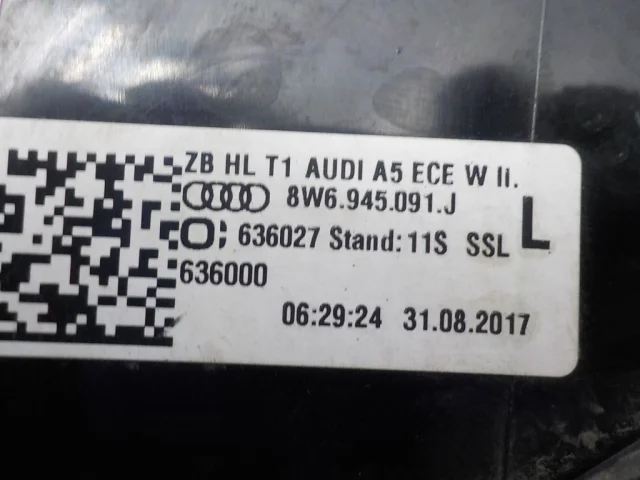 ZB HL T1 AUDI A5 ECE W li.
8W6.945.091.J
L
O; 636027 Stand: 11S SSL
636000
06:29:24 31.08.2017